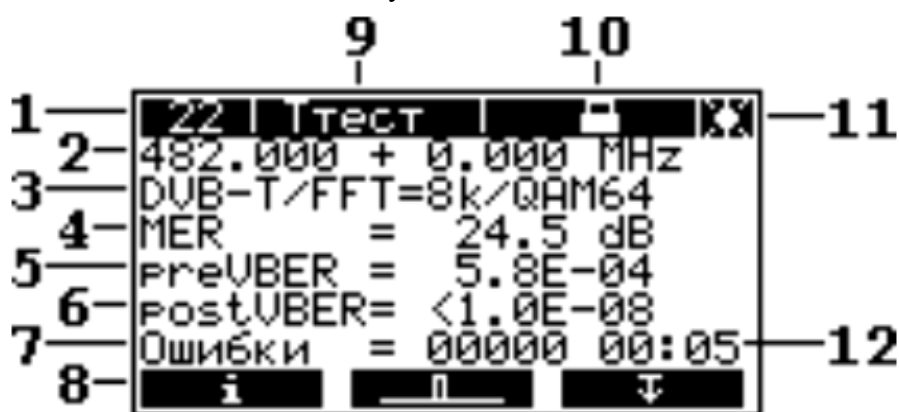 9 10
1 22 Ттест 11
2 482.000 + 0.000 MHz
3 DVB-T/FFT=8k/QAM64
4 MER = 24.5 dB
5 preVBER = 5.8E-04
6 postVBER= <1.0E-08
7 Ошибки = 00000 00:05 12
8 i